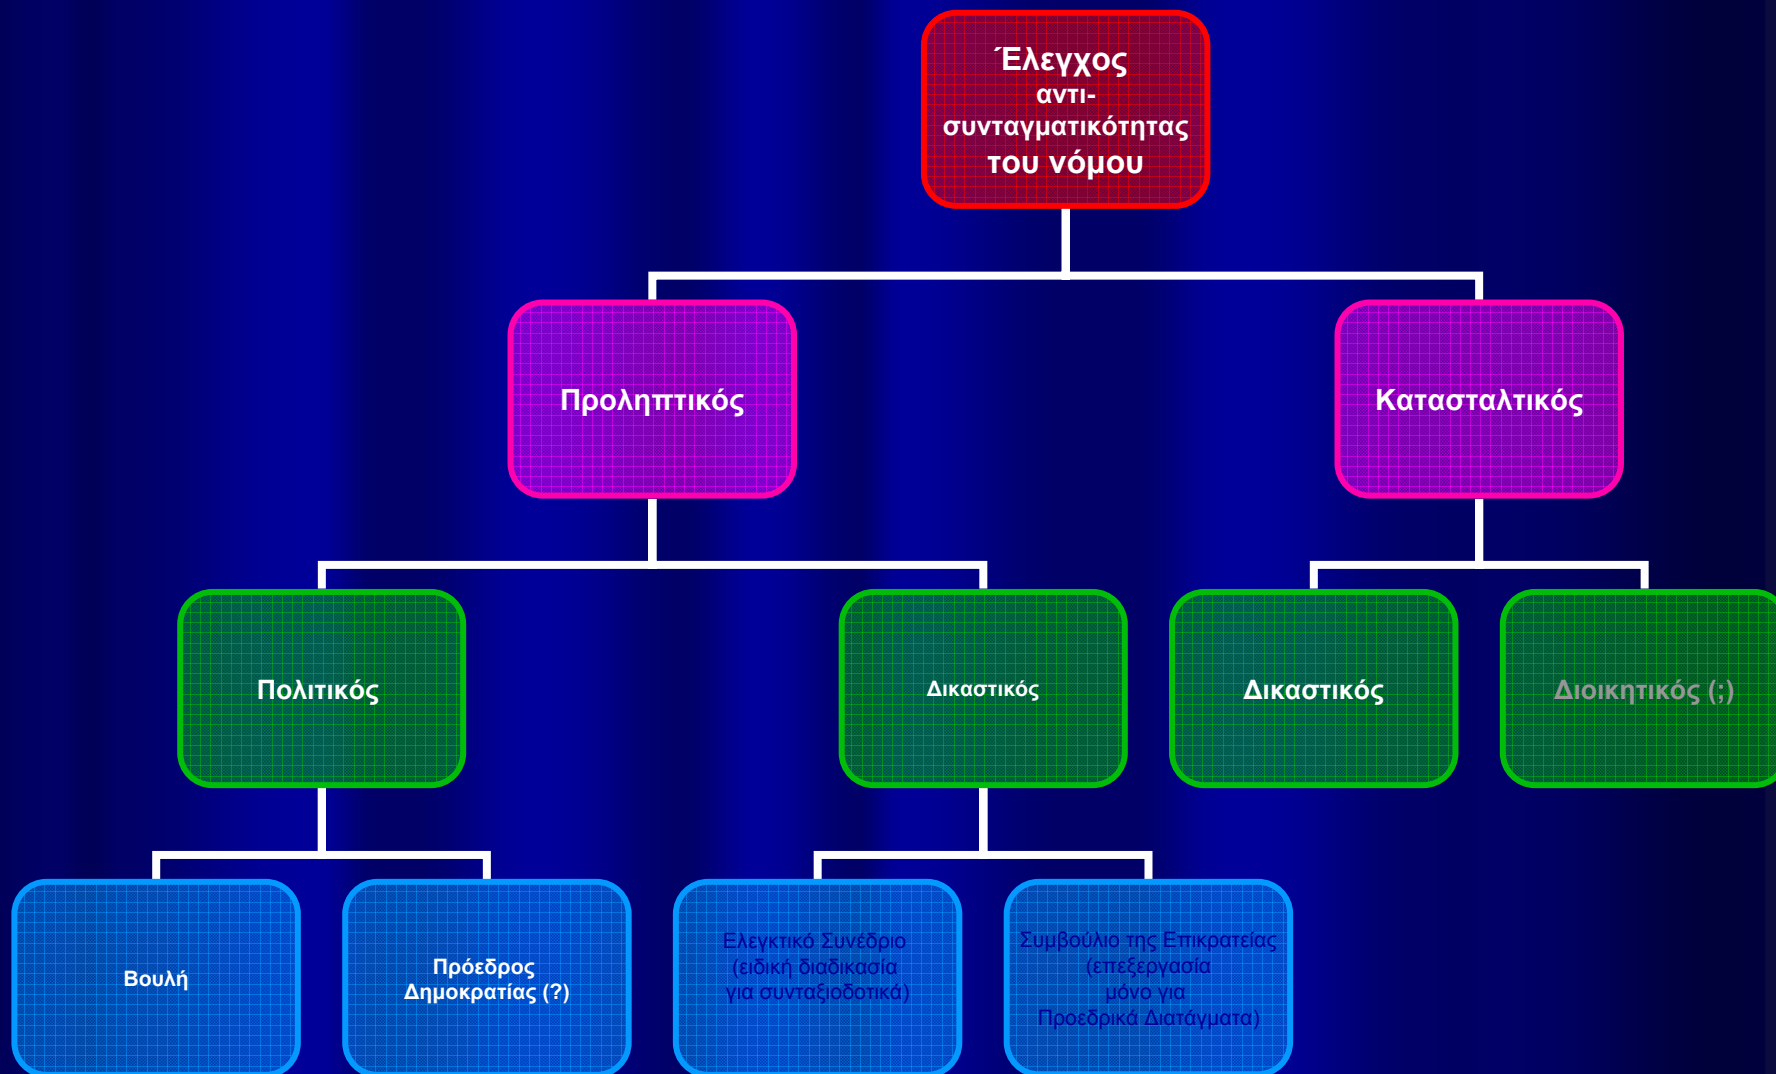 Έλεγχος
αντι-
συνταγματικότητας
του νόμου
Προληπτικός
Κατασταλτικός
Πολιτικός
Δικαστικός
Δικαστικός
Διοικητικός (;)
Βουλή
Πρόεδρος
Δημοκρατίας (?)
Ελεγκτικό Συνέδριο
(ειδική διαδικασία
για συνταξιοδοτικά)
Συμβούλιο της Επικρατείας
(επεξεργασία
μόνο για
Προεδρικά Διατάγματα)